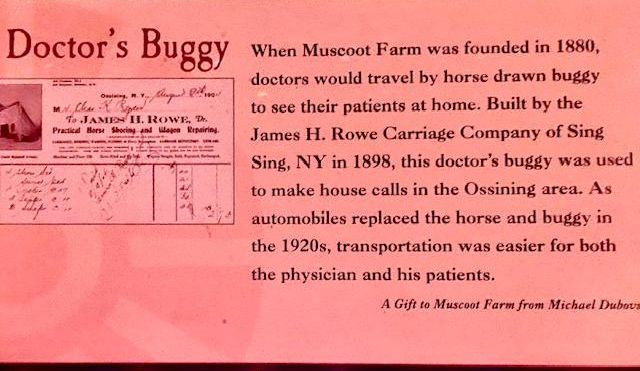 Doctor's Buggy
When Muscoot Farm was founded in 1880,
doctors would travel by horse drawn buggy
to see their patients at home. Built by the
James H. Rowe Carriage Company of Sing
Sing, NY in 1898, this doctor's buggy was used
to make house calls in the Ossining area. As
automobiles replaced the horse and buggy in
the 1920s, transportation was easier for both
the physician and his patients.
A Gift to Muscoot Farm from Michael
Ossining, N. Y.
To JAMES H. ROWE, Dr.
Practical Horse Shoeing and Wagon Repairing.